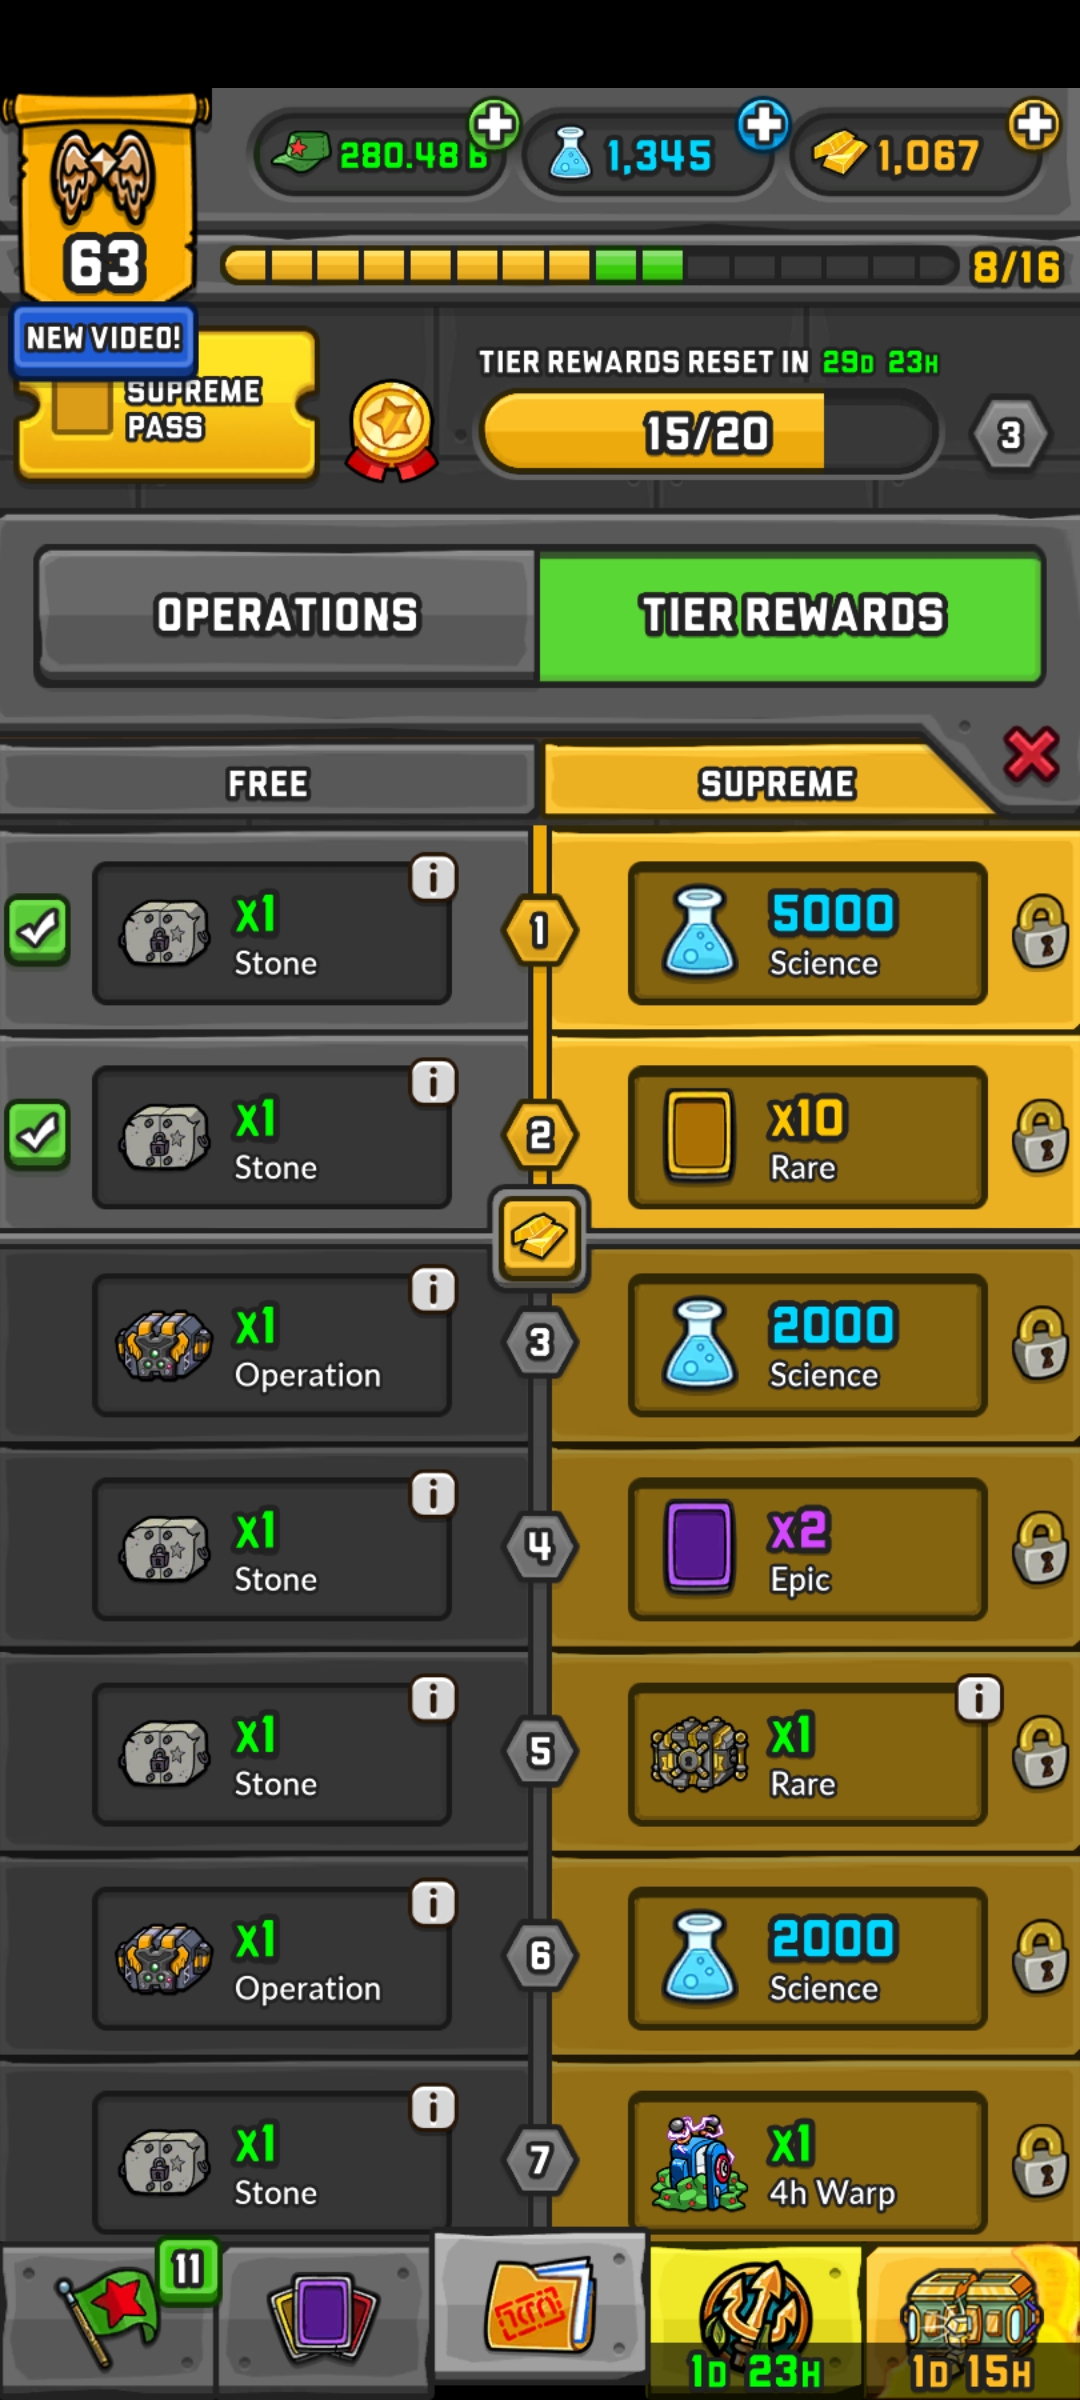 280.48 B
1,345
1,067
63
8/16
NEW VIDEO!
SUPREME
PASS
TIER REWARDS RESET IN 29D 23H
15/20
3
OPERATIONS
TIER REWARDS
FREE
SUPREME
X1
Stone
1
5000
Science
X1
Stone
2
X10
Rare
X1
Operation
3
2000
Science
X1
Stone
4
X2
Epic
X1
Stone
5
X1
Rare
X1
Operation
6
2000
Science
X1
Stone
7
X1
4h Warp
11
1D 23H
1D 15H